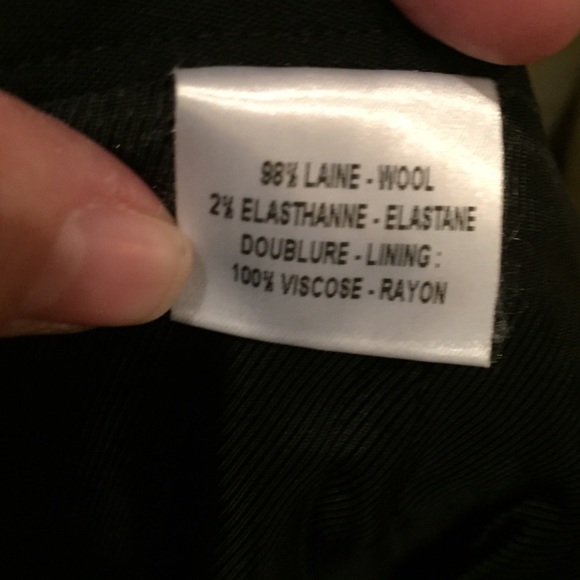 98% LAINE - WOOL
2% ELASTHANNE - ELASTANE
DOUBLURE - LINING :
100% VISCOSE - RAYON